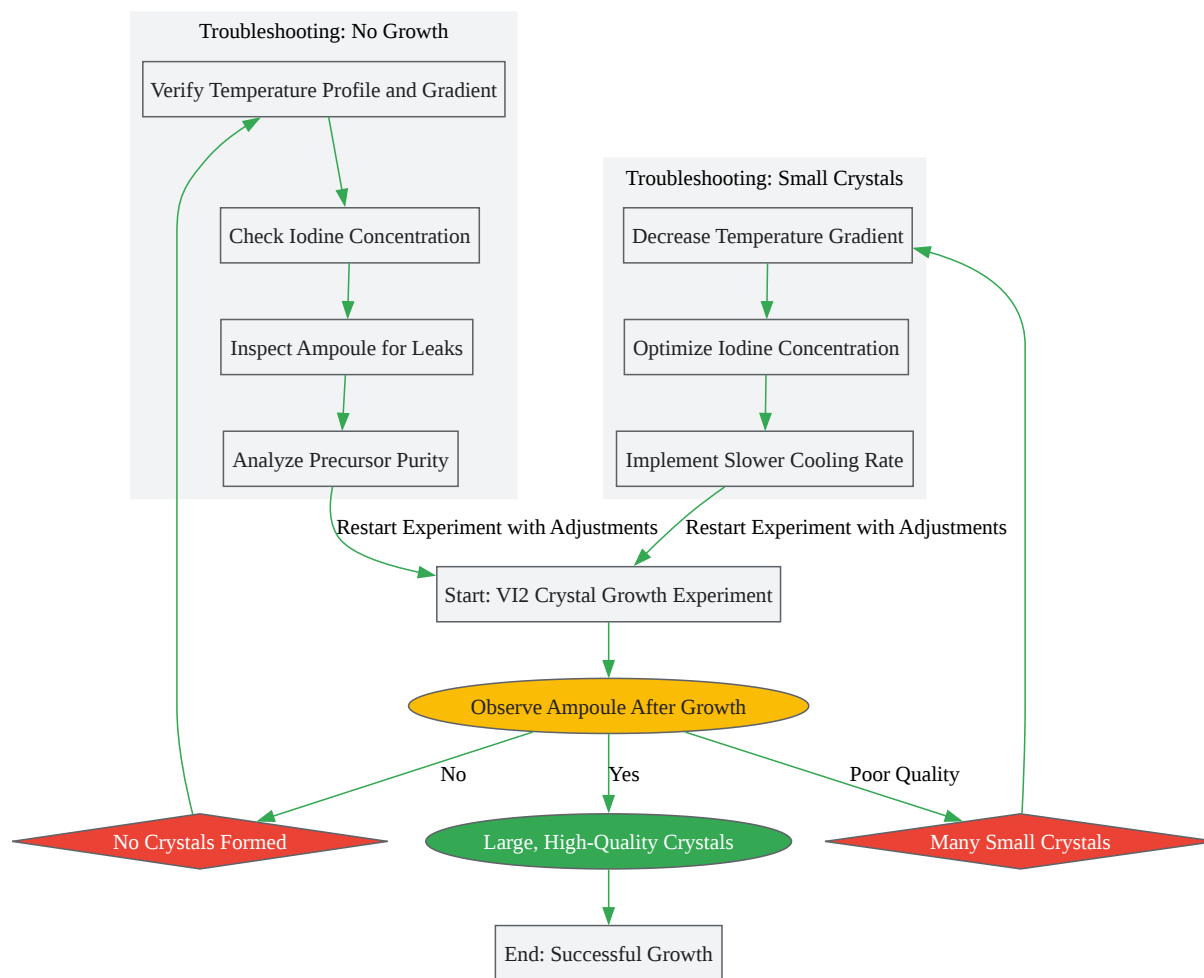 Troubleshooting: No Growth
Verify Temperature Profile and Gradient
Check Iodine Concentration
Inspect Ampoule for Leaks
Analyze Precursor Purity
Troubleshooting: Small Crystals
Decrease Temperature Gradient
Optimize Iodine Concentration
Implement Slower Cooling Rate
Restart Experiment with Adjustments
Restart Experiment with Adjustments
Start: VI2 Crystal Growth Experiment
Observe Ampoule After Growth
No
Yes
Poor Quality
No Crystals Formed
Large, High-Quality Crystals
Many Small Crystals
End: Successful Growth